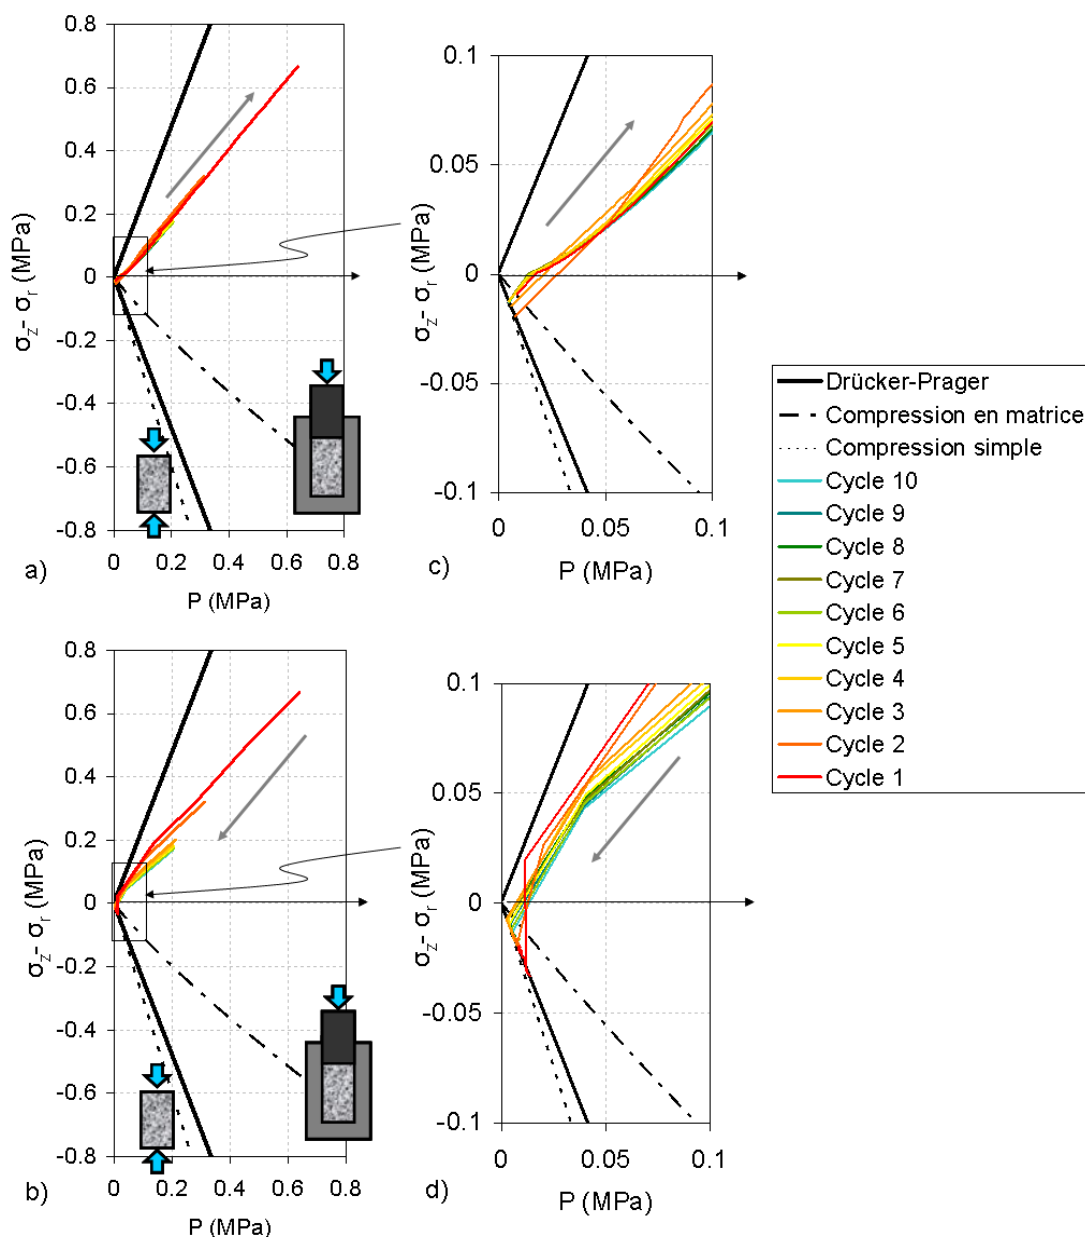 0.8
0.6
0.4
0.2
0
-0.2
-0.4
-0.6
-0.8
σz- σr (MPa)
0 0.2 0.4 0.6 0.8
P (MPa)
a)
0.1
0.05
0
-0.05
-0.1
σz- σr (MPa)
0 0.05 0.1
P (MPa)
c)
Drücker-Prager
Compression en matrice
Compression simple
Cycle 10
Cycle 9
Cycle 8
Cycle 7
Cycle 6
Cycle 5
Cycle 4
Cycle 3
Cycle 2
Cycle 1
0.8
0.6
0.4
0.2
0
-0.2
-0.4
-0.6
-0.8
σz- σr (MPa)
0 0.2 0.4 0.6 0.8
P (MPa)
b)
0.1
0.05
0
-0.05
-0.1
σz- σr (MPa)
0 0.05 0.1
P (MPa)
d)